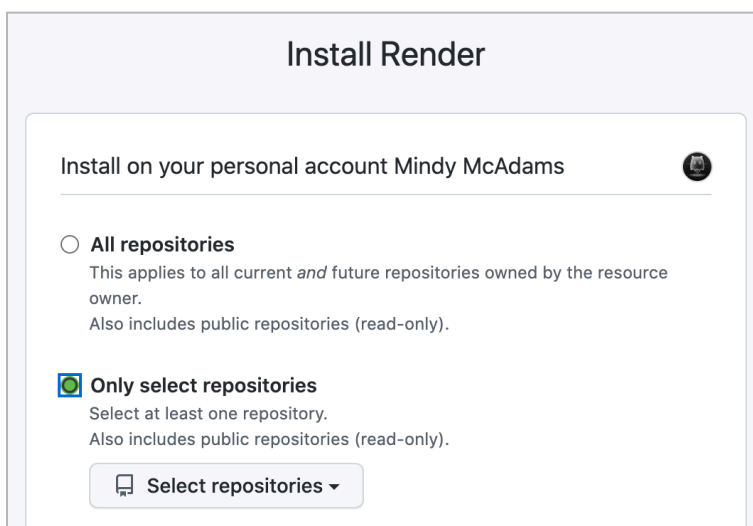 Install Render
Install on your personal account Mindy McAdams
All repositories
This applies to all current and future repositories owned by the resource
owner.
Also includes public repositories (read-only).
Only select repositories
Select at least one repository.
Also includes public repositories (read-only).
Select repositories